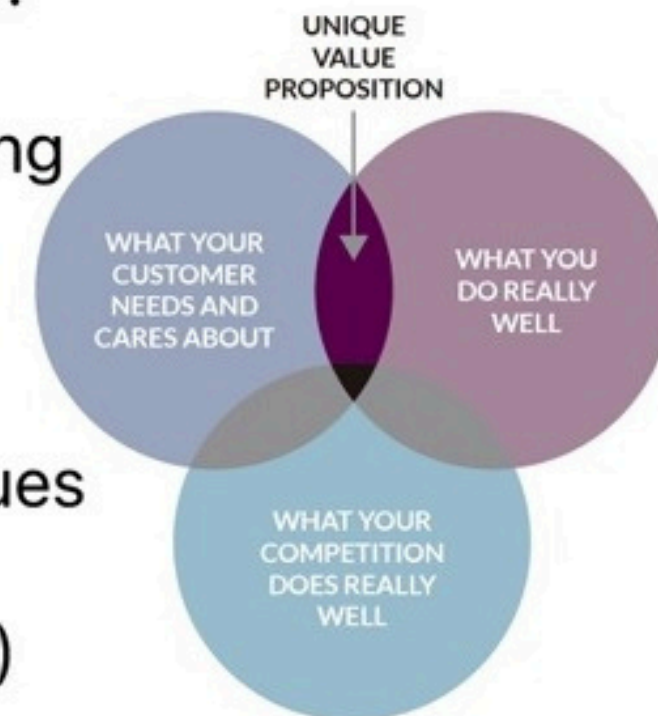 UNIQUE
VALUE
PROPOSITION
ng
WHAT YOUR
CUSTOMER
NEEDS AND
CARES ABOUT
WHAT YOU
DO REALLY
WELL
ues
WHAT YOUR
COMPETITION
DOES REALLY
WELL
)